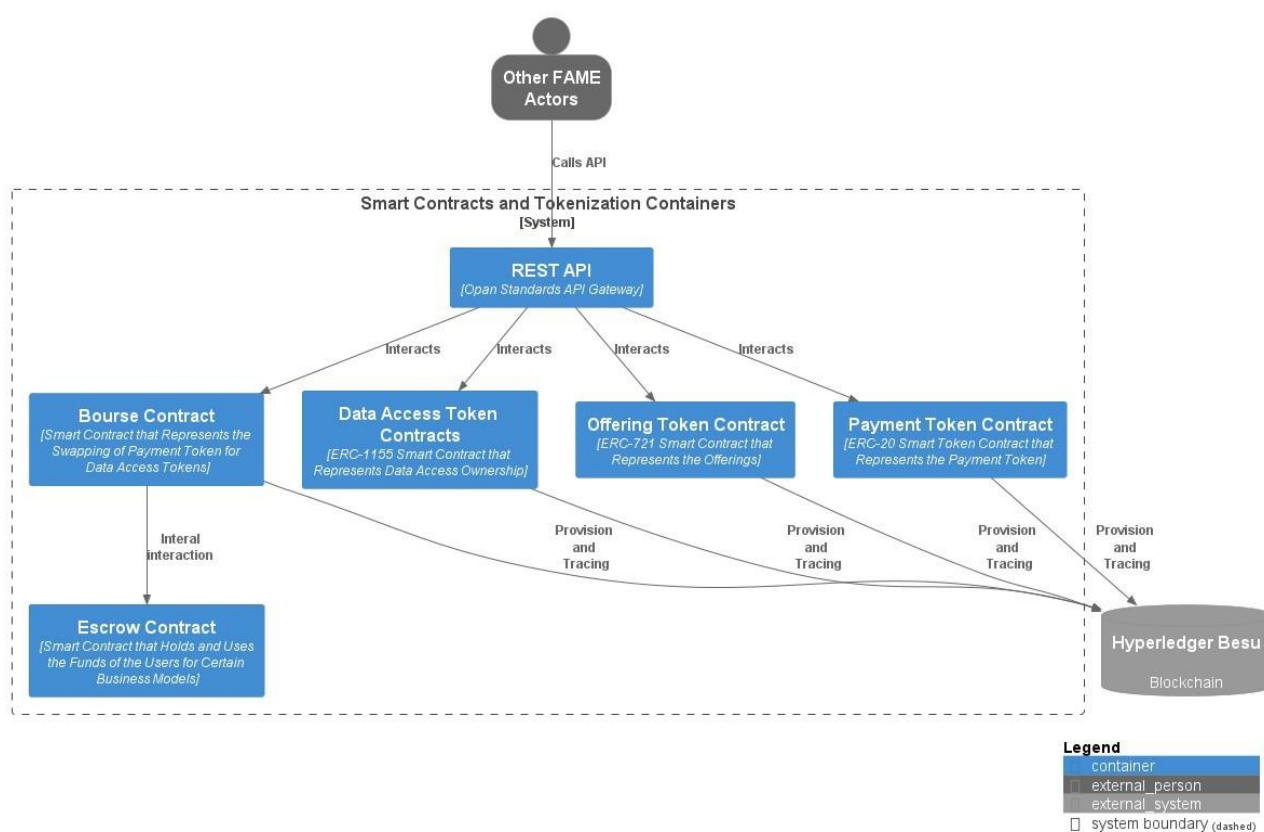 Other FAME
Actors
Calls API
Smart Contracts and Tokenization Containers
[System]
REST API
[Opan Standards API Gateway]
Interacts
Interacts
Interacts
Interacts
Bourse Contract
[Smart Contract that Represents the
Swapping of Payment Token for
Data Access Tokens]
Data Access Token
Contracts
[ERC-1155 Smart Contract that
Represents Data Access Ownership]
Offering Token Contract
[ERC-721 Smart Contract that
Represents the Offerings]
Payment Token Contract
[ERC-20 Smart Token Contract that
Represents the Payment Token]
Interal
interaction
Provision
and
Tracing
Provision
and
Tracing
Provision
and
Tracing
Provision
and
Tracing
Escrow Contract
[Smart Contract that Holds and Uses
the Funds of the Users for Certain
Business Models]
Hyperledger Besu
Blockchain
Legend
container
external_person
external_system
system boundary (dashed)